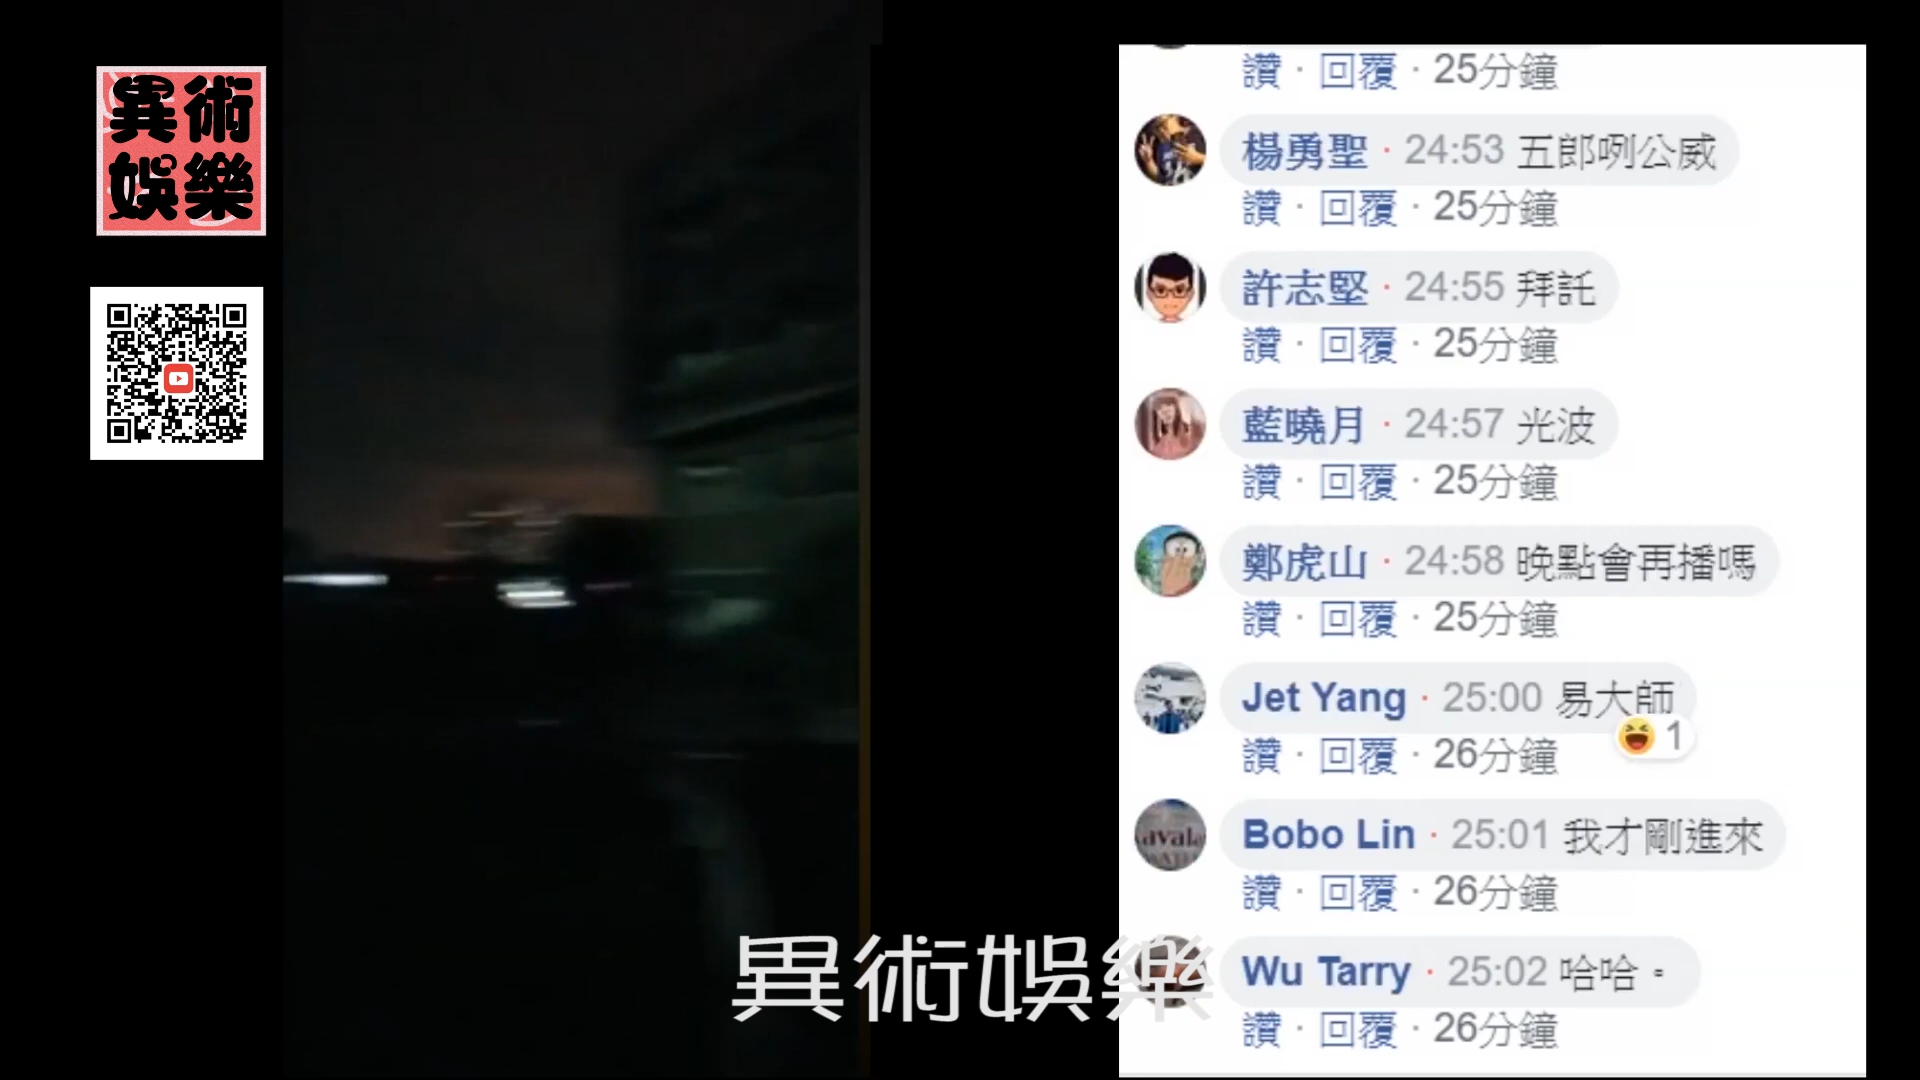 異術
娛樂
讚 · 回覆 · 25分鐘
楊勇聖 · 24:53 五郎咧公威
讚 · 回覆 · 25分鐘
許志堅 · 24:55 拜託
讚 · 回覆 · 25分鐘
藍曉月 · 24:57 光波
讚 · 回覆 · 25分鐘
鄭虎山 · 24:58 晚點會再播嗎
讚 · 回覆 · 25分鐘
Jet Yang · 25:00 易大師
1
讚 · 回覆 · 26分鐘
Bobo Lin · 25:01 我才剛進來
讚 · 回覆 · 26分鐘
Wu Tarry · 25:02 哈哈。
讚 · 回覆 · 26分鐘
異術娛樂